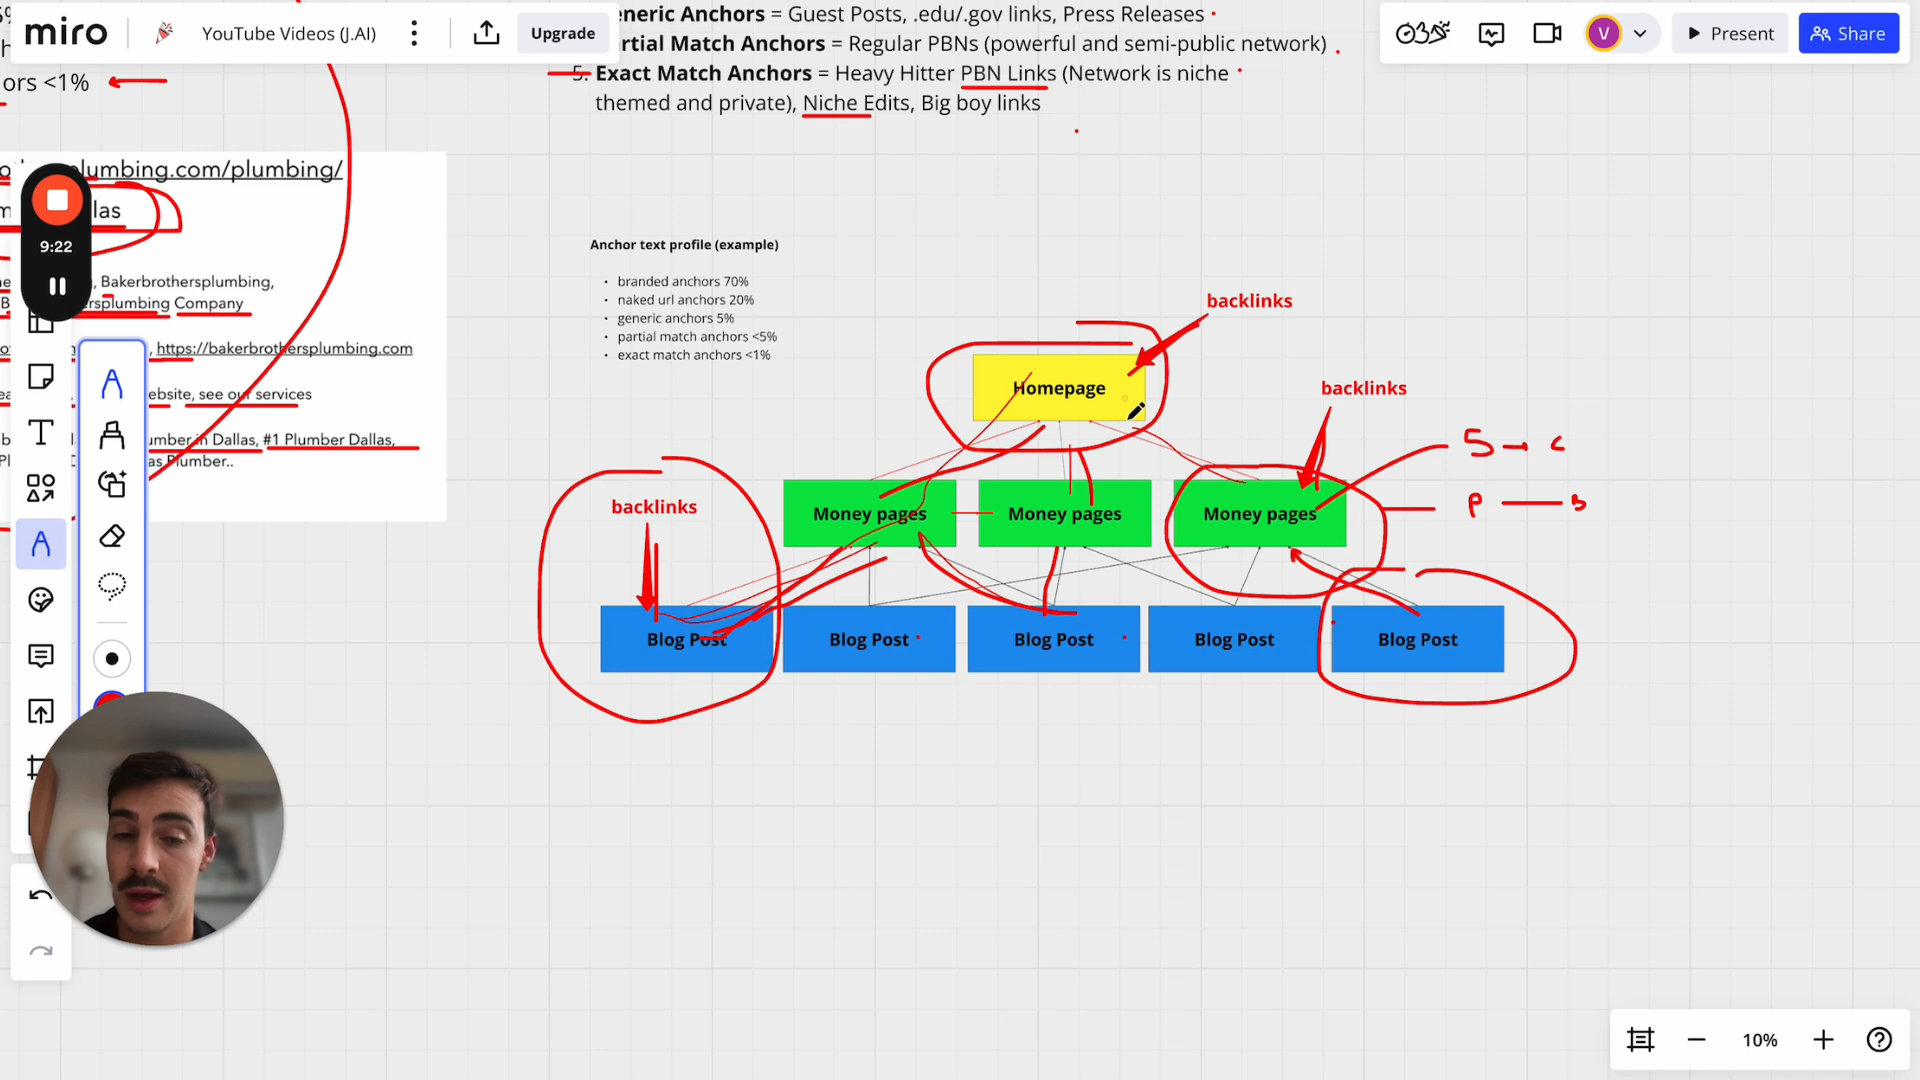 eneric Anchors = Guest Posts, .edu/.gov links, Press Releases
miro
YouTube Videos (J.AI)
Upgrade
rtial Match Anchors = Regular PBNs (powerful and semi-public network)
V
Present
Share
ors <1%
5. Exact Match Anchors = Heavy Hitter PBN Links (Network is niche
themed and private), Niche Edits, Big boy links
lumbing.com/plumbing/
las
9:22
, Bakerbrothersplumbing,
ersplumbing Company
, https://bakerbrothersplumbing.com
ebsite, see our services
umber in Dallas, #1 Plumber Dallas,
as Plumber..
Anchor text profile (example)
• branded anchors 70%
• naked url anchors 20%
• generic anchors 5%
• partial match anchors <5%
• exact match anchors <1%
backlinks
Homepage
backlinks
S → c
P — s
backlinks
Money pages
Money pages
Money pages
Blog Post
Blog Post
Blog Post
Blog Post
Blog Post
10%